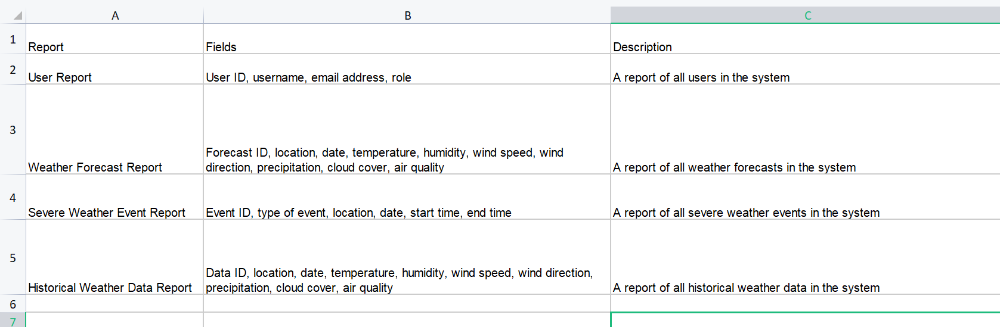 A B C
1 Report Fields Description
2 User Report User ID, username, email address, role A report of all users in the system
3 Weather Forecast Report Forecast ID, location, date, temperature, humidity, wind speed, wind
direction, precipitation, cloud cover, air quality A report of all weather forecasts in the system
4 Severe Weather Event Report Event ID, type of event, location, date, start time, end time A report of all severe weather events in the system
5 Historical Weather Data Report Data ID, location, date, temperature, humidity, wind speed, wind direction,
precipitation, cloud cover, air quality A report of all historical weather data in the system
6
7